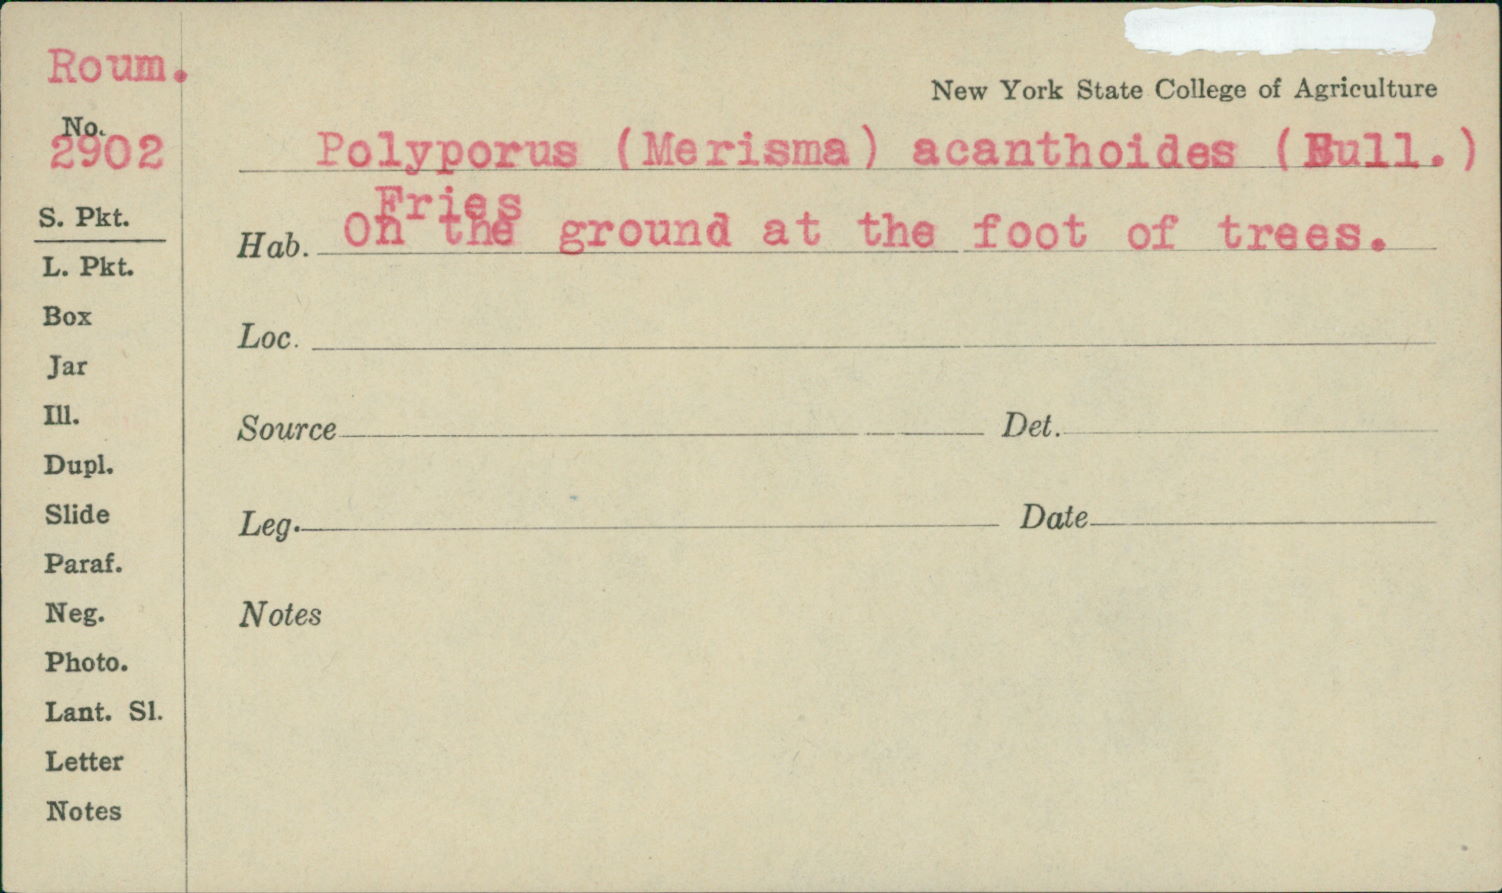 Roum.
New York State College of Agriculture
No.
2902
Polyporus (Merisma) acanthoides (Bull.)
Fries
S. Pkt.
Hab. On the ground at the foot of trees.
L. Pkt.
Box
Loc.
Jar
Ill.
Source Det.
Dupl.
Slide
Leg. Date
Paraf.
Neg.
Notes
Photo.
Lant. Sl.
Letter
Notes